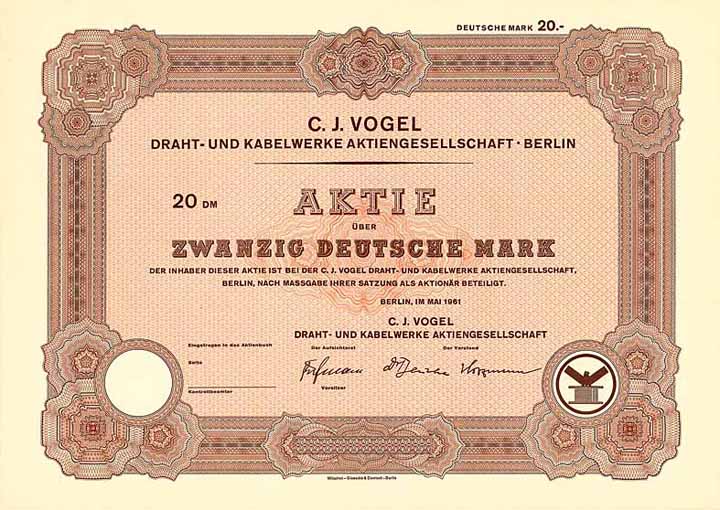 DEUTSCHE MARK 20.-
C. J. VOGEL
DRAHT- UND KABELWERKE AKTIENGESELLSCHAFT · BERLIN
20 DM
AKTIE
ÜBER
ZWANZIG DEUTSCHE MARK
DER INHABER DIESER AKTIE IST BEI DER C. J. VOGEL DRAHT- UND KABELWERKE AKTIENGESELLSCHAFT,
BERLIN, NACH MASSGABE IHRER SATZUNG ALS AKTIONÄR BETEILIGT.
BERLIN, IM MAI 1961
C. J. VOGEL
DRAHT- UND KABELWERKE AKTIENGESELLSCHAFT
Eingetragen in das Aktienbuch
Der Aufsichtsrat
Der Vorstand
Seite
Vorsitzer
Kontrollbeamter